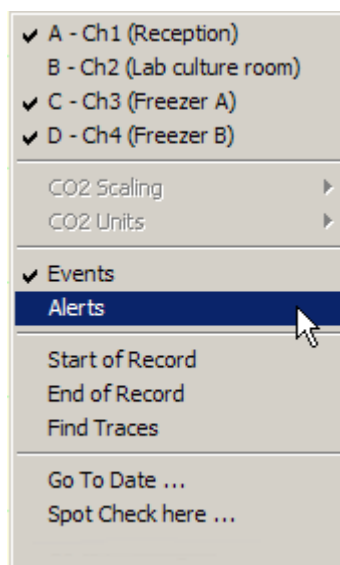 A - Ch1 (Reception)
B - Ch2 (Lab culture room)
C - Ch3 (Freezer A)
D - Ch4 (Freezer B)
CO2 Scaling
CO2 Units
Events
Alerts
Start of Record
End of Record
Find Traces
Go To Date ...
Spot Check here ...